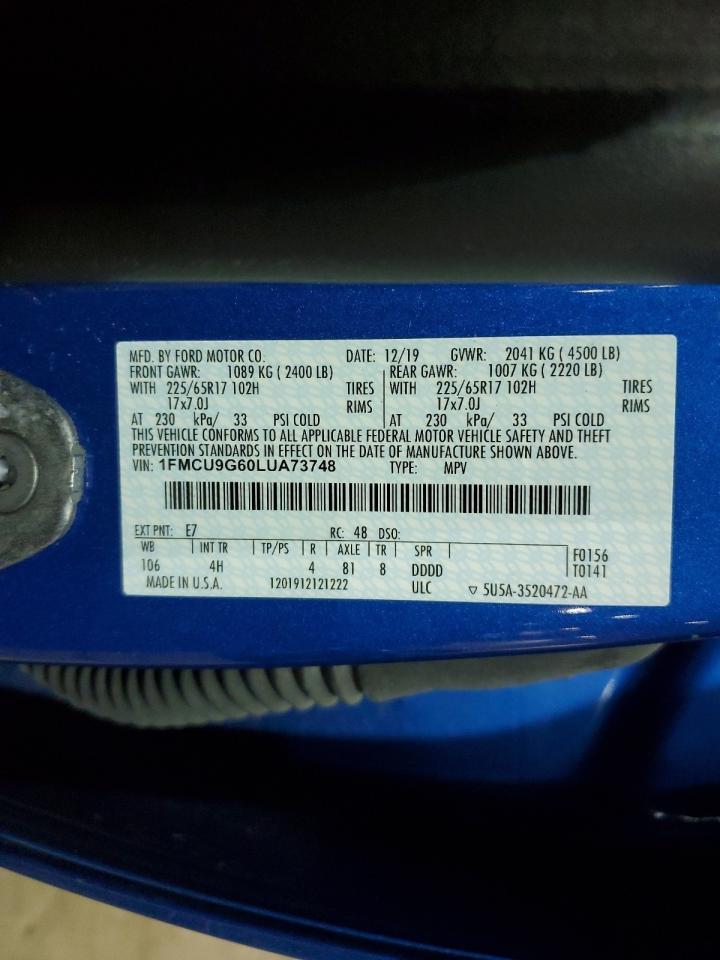 MFD. BY FORD MOTOR CO. DATE: 12/19 GVWR: 2041 KG ( 4500 LB)
FRONT GAWR: 1089 KG ( 2400 LB) REAR GAWR: 1007 KG ( 2220 LB)
WITH 225/65R17 102H TIRES WITH 225/65R17 102H TIRES
17x7.0J RIMS 17x7.0J RIMS
AT 230 kPa/ 33 PSI COLD AT 230 kPa/ 33 PSI COLD
THIS VEHICLE CONFORMS TO ALL APPLICABLE FEDERAL MOTOR VEHICLE SAFETY AND THEFT
PREVENTION STANDARDS IN EFFECT ON THE DATE OF MANUFACTURE SHOWN ABOVE.
VIN: 1FMCU9G60LUA73748 TYPE: MPV
EXT PNT: E7 RC: 48 DSO:
WB INT TR TP/PS R AXLE TR SPR F0156
106 4H 4 81 8 DDDD T0141
MADE IN U.S.A. 1201912121222 ULC ▽ 5U5A-3520472-AA